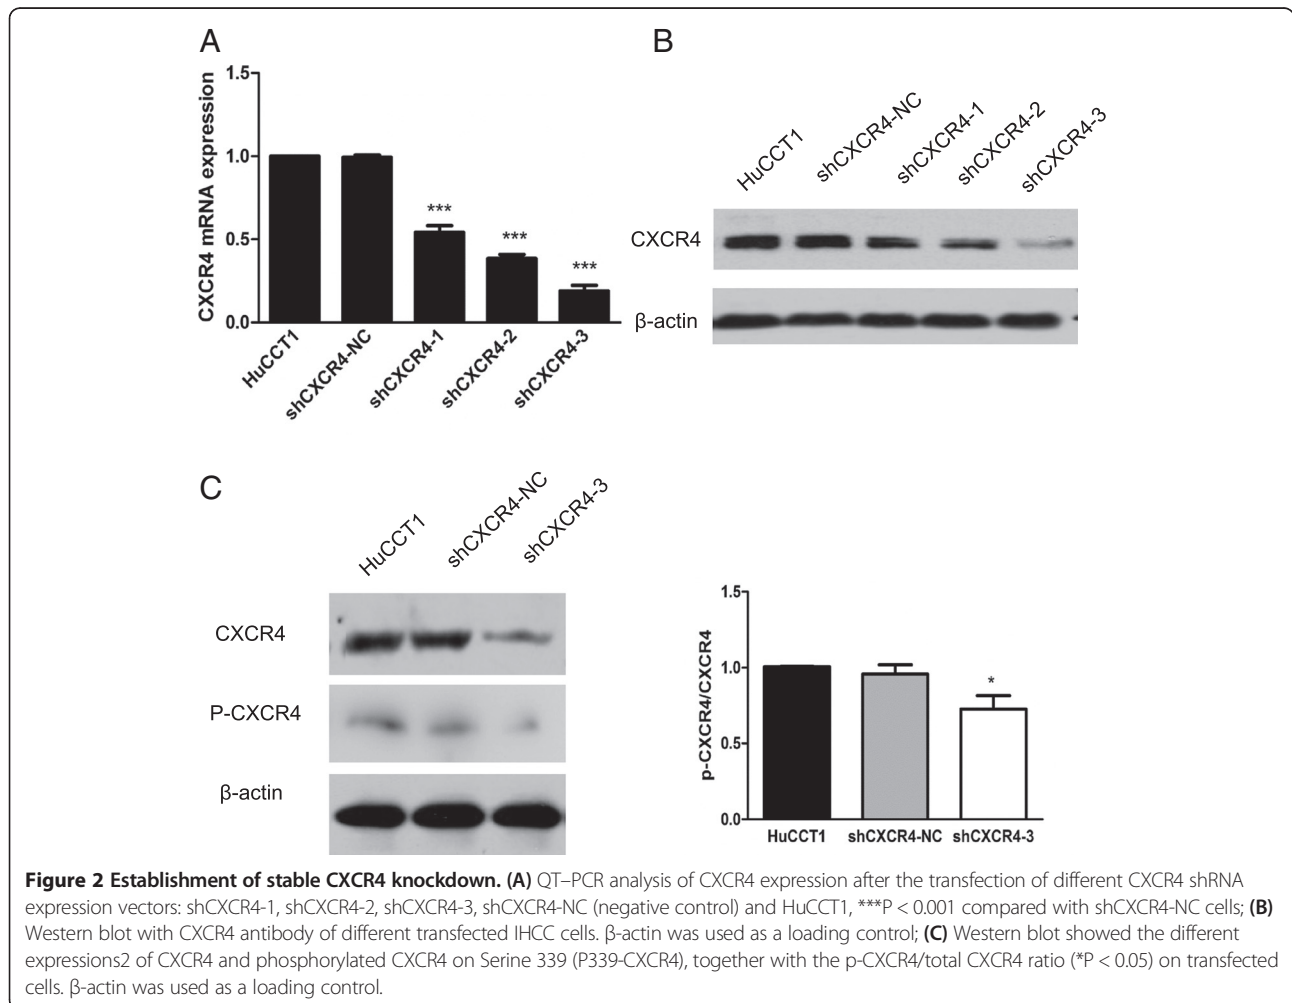 A
CXCR4 mRNA expression
1.5
1.0
0.5
0.0
***
***
***
HuCCT1
shCXCR4-NC
shCXCR4-1
shCXCR4-2
shCXCR4-3
B
HuCCT1
shCXCR4-NC
shCXCR4-1
shCXCR4-2
shCXCR4-3
CXCR4
β-actin
C
HuCCT1
shCXCR4-NC
shCXCR4-3
CXCR4
P-CXCR4
β-actin
p-CXCR4/CXCR4
1.5
1.0
0.5
0.0
*
HuCCT1
shCXCR4-NC
shCXCR4-3
Figure 2 Establishment of stable CXCR4 knockdown. (A) QT–PCR analysis of CXCR4 expression after the transfection of different CXCR4 shRNA
expression vectors: shCXCR4-1, shCXCR4-2, shCXCR4-3, shCXCR4-NC (negative control) and HuCCT1, ***P < 0.001 compared with shCXCR4-NC cells; (B)
Western blot with CXCR4 antibody of different transfected IHCC cells. β-actin was used as a loading control; (C) Western blot showed the different
expressions2 of CXCR4 and phosphorylated CXCR4 on Serine 339 (P339-CXCR4), together with the p-CXCR4/total CXCR4 ratio (*P < 0.05) on transfected
cells. β-actin was used as a loading control.